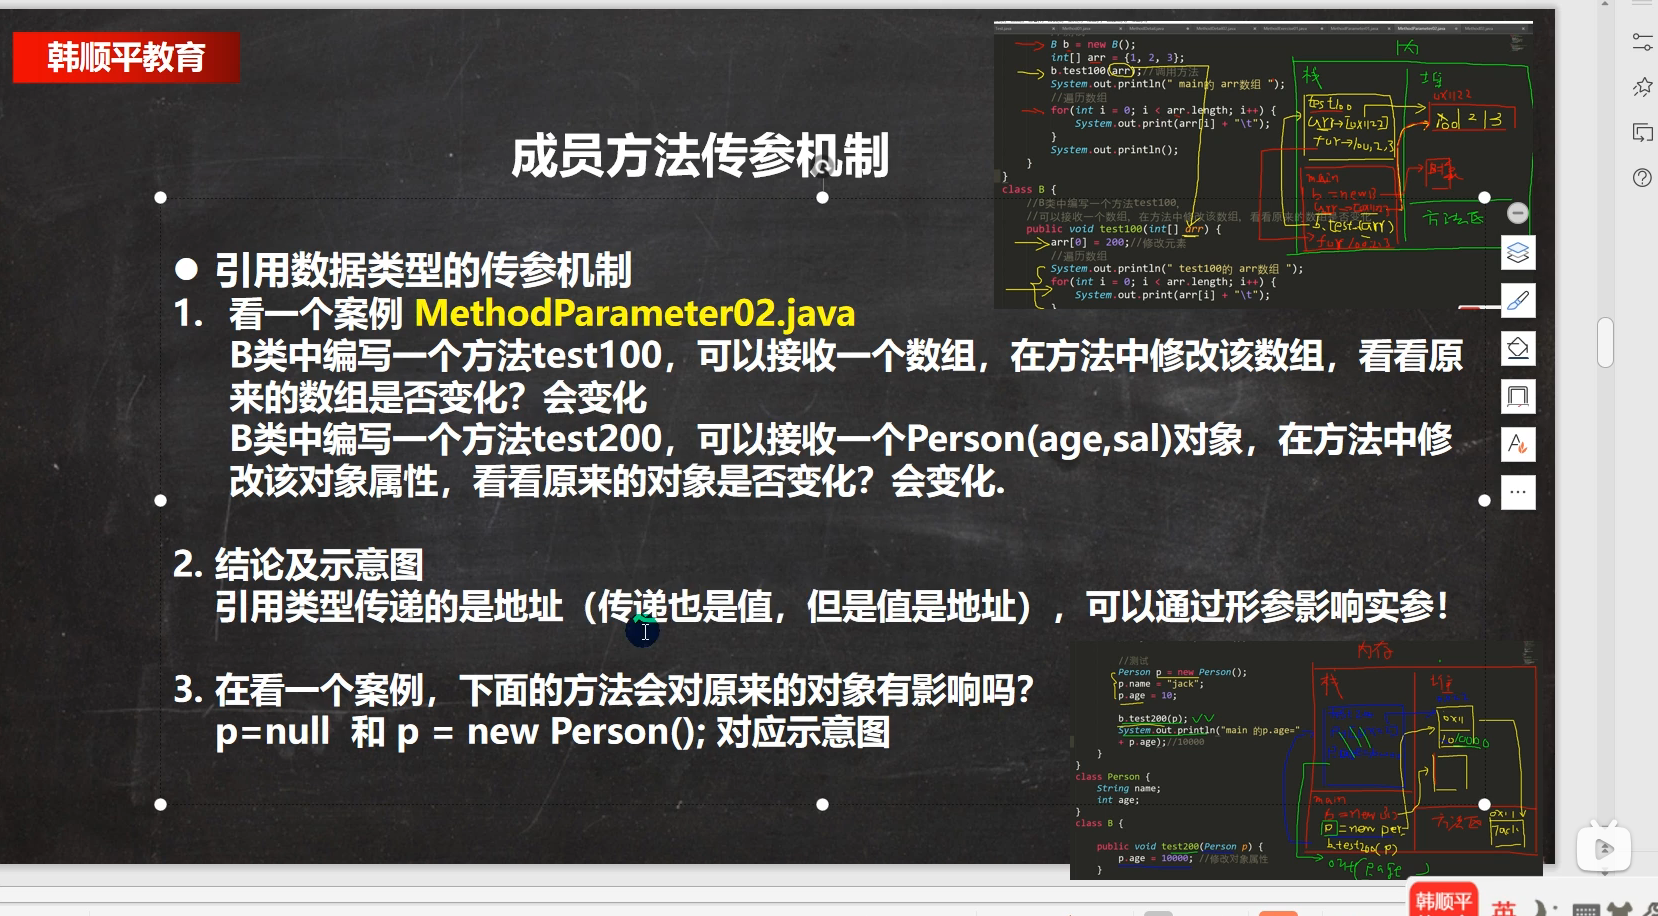 韩顺平教育
成员方法传参机制
● 引用数据类型的传参机制
1. 看一个案例 MethodParameter02.java
B类中编写一个方法test100，可以接收一个数组，在方法中修改该数组，看看原
来的数组是否变化？会变化
B类中编写一个方法test200，可以接收一个Person(age,sal)对象，在方法中修
改该对象属性，看看原来的对象是否变化？会变化.
2. 结论及示意图
引用类型传递的是地址（传递也是值，但是值是地址），可以通过形参影响实参！
3. 在看一个案例，下面的方法会对原来的对象有影响吗？
p=null 和 p = new Person(); 对应示意图
B b = new B();
int[] arr = {1, 2, 3};
b.test100(arr);//调用方法
System.out.println(" main的 arr数组 ");
//遍历数组
for(int i = 0; i < arr.length; i++) {
System.out.print(arr[i] + "\t");
}
System.out.println();
}
}
class B {
//B类中编写一个方法test100，
//可以接收一个数组，在方法中修改该数组，看看原来的数组是否变化
public void test100(int[] arr) {
arr[0] = 200;//修改元素
//遍历数组
System.out.println(" test100的 arr数组 ");
for(int i = 0; i < arr.length; i++) {
System.out.print(arr[i] + "\t");
}
栈
堆
0x1122
test100
main
方法区
//测试
Person p = new Person();
p.name = "jack";
p.age = 10;
b.test200(p);
System.out.println("main 的p.age="
+ p.age);//10000
}
}
class Person {
String name;
int age;
}
class B {
public void test200(Person p) {
p.age = 10000; //修改对象属性
}
内存
栈
堆
0x11
main
b.test200(p)
方法区
韩顺平
英